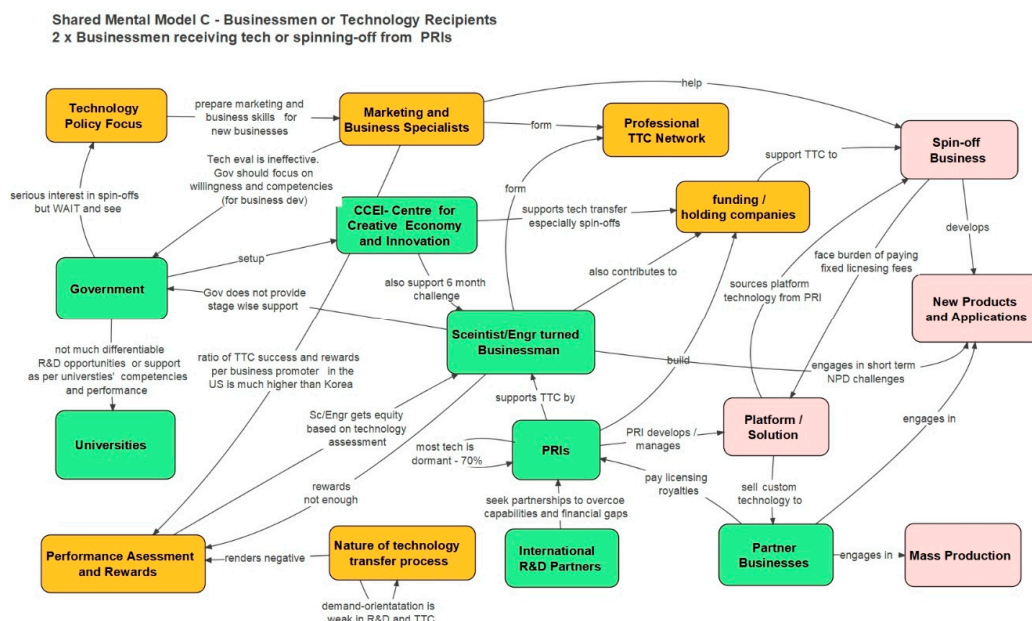 Shared Mental Model C - Businessmen or Technology Recipients
2 x Businessmen receiving tech or spinning-off from PRIs
Technology
Policy Focus
prepare marketing and
business skills for
new businesses
Marketing and
Business Specialists
help
form
Professional
TTC Network
Spin-off
Business
support TTC to
Tech eval is ineffective.
Gov should focus on
willingness and competencies
(for business dev)
serious interest in spin-offs
but WAIT and see
form
CCEI- Centre for
Creative Economy
and Innovation
supports tech transfer
especially spin-offs
funding /
holding companies
develops
face burden of paying
fixed licnesing fees
setup
Government
also support 6 month
challenge
also contributes to
sources platform
technology from PRI
New Products
and Applications
Gov does not provide
stage wise support
Sceintist/Engr turned
Businessman
not much differentiable
R&D opportunities or support
as per universties' competencies
and performance
ratio of TTC success and rewards
per business promoter in the
US is much higher than Korea
build
engages in short term
NPD challenges
supports TTC by
Sc/Engr gets equity
based on technology
assessment
Universities
most tech is
dormant - 70%
PRIs
PRI develops /
manages
Platform /
Solution
engages in
pay licensing
royalties
sell custom
technology to
rewards
not enough
seek partnerships to overcoe
capabilities and financial gaps
Performance Asessment
and Rewards
renders negative
Nature of technology
transfer process
International
R&D Partners
Partner
Businesses
engages in
Mass Production
demand-orientatation is
weak in R&D and TTC